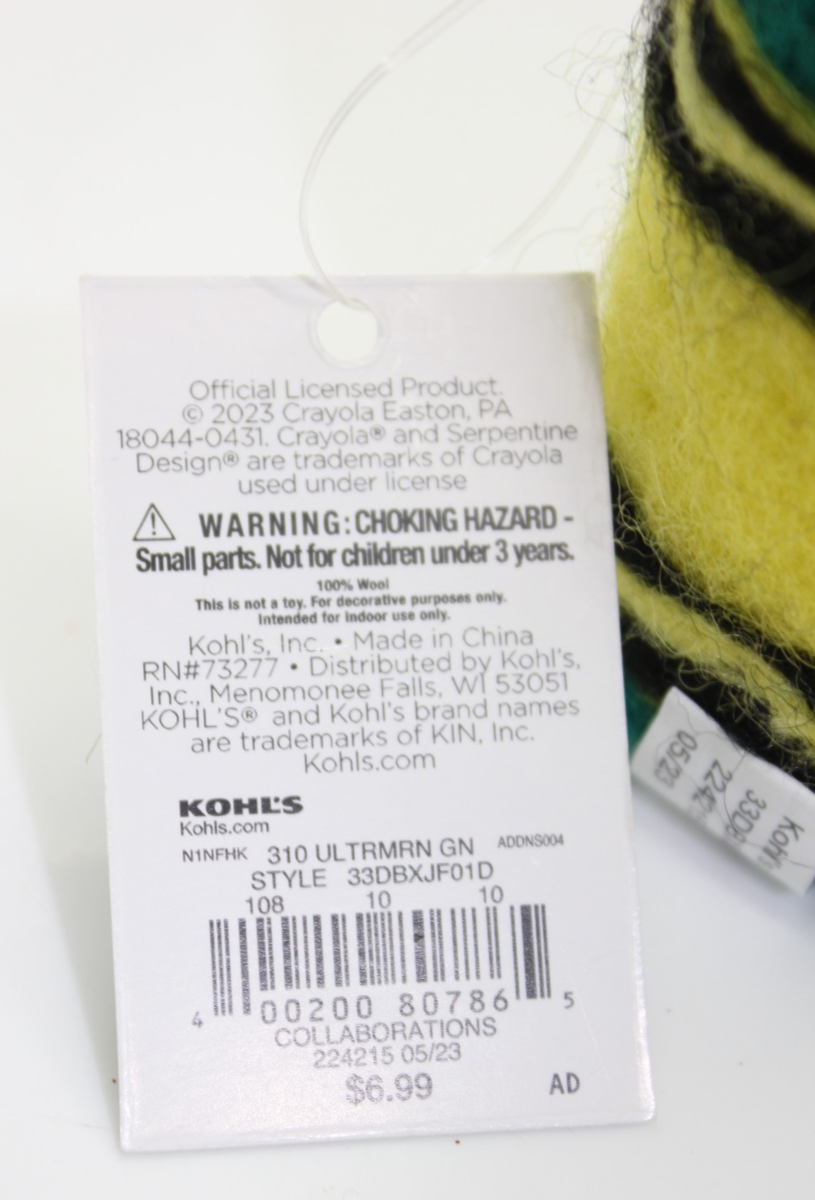 Official Licensed Product.
© 2023 Crayola Easton, PA
18044-0431. Crayola® and Serpentine
Design® are trademarks of Crayola
used under license
WARNING: CHOKING HAZARD -
Small parts. Not for children under 3 years.
100% Wool
This is not a toy. For decorative purposes only.
Intended for indoor use only.
Kohl's, Inc. • Made in China
RN#73277 • Distributed by Kohl's,
Inc., Menomonee Falls, WI 53051
KOHL'S® and Kohl's brand names
are trademarks of KIN, Inc.
Kohls.com
KOHL'S
Kohls.com
N1NFHK 310 ULTRMRN GN ADDNS004
STYLE 33DBXJF01D
108 10 10
4 00200 80786 5
COLLABORATIONS
224215 05/23
$6.99 AD
05/23